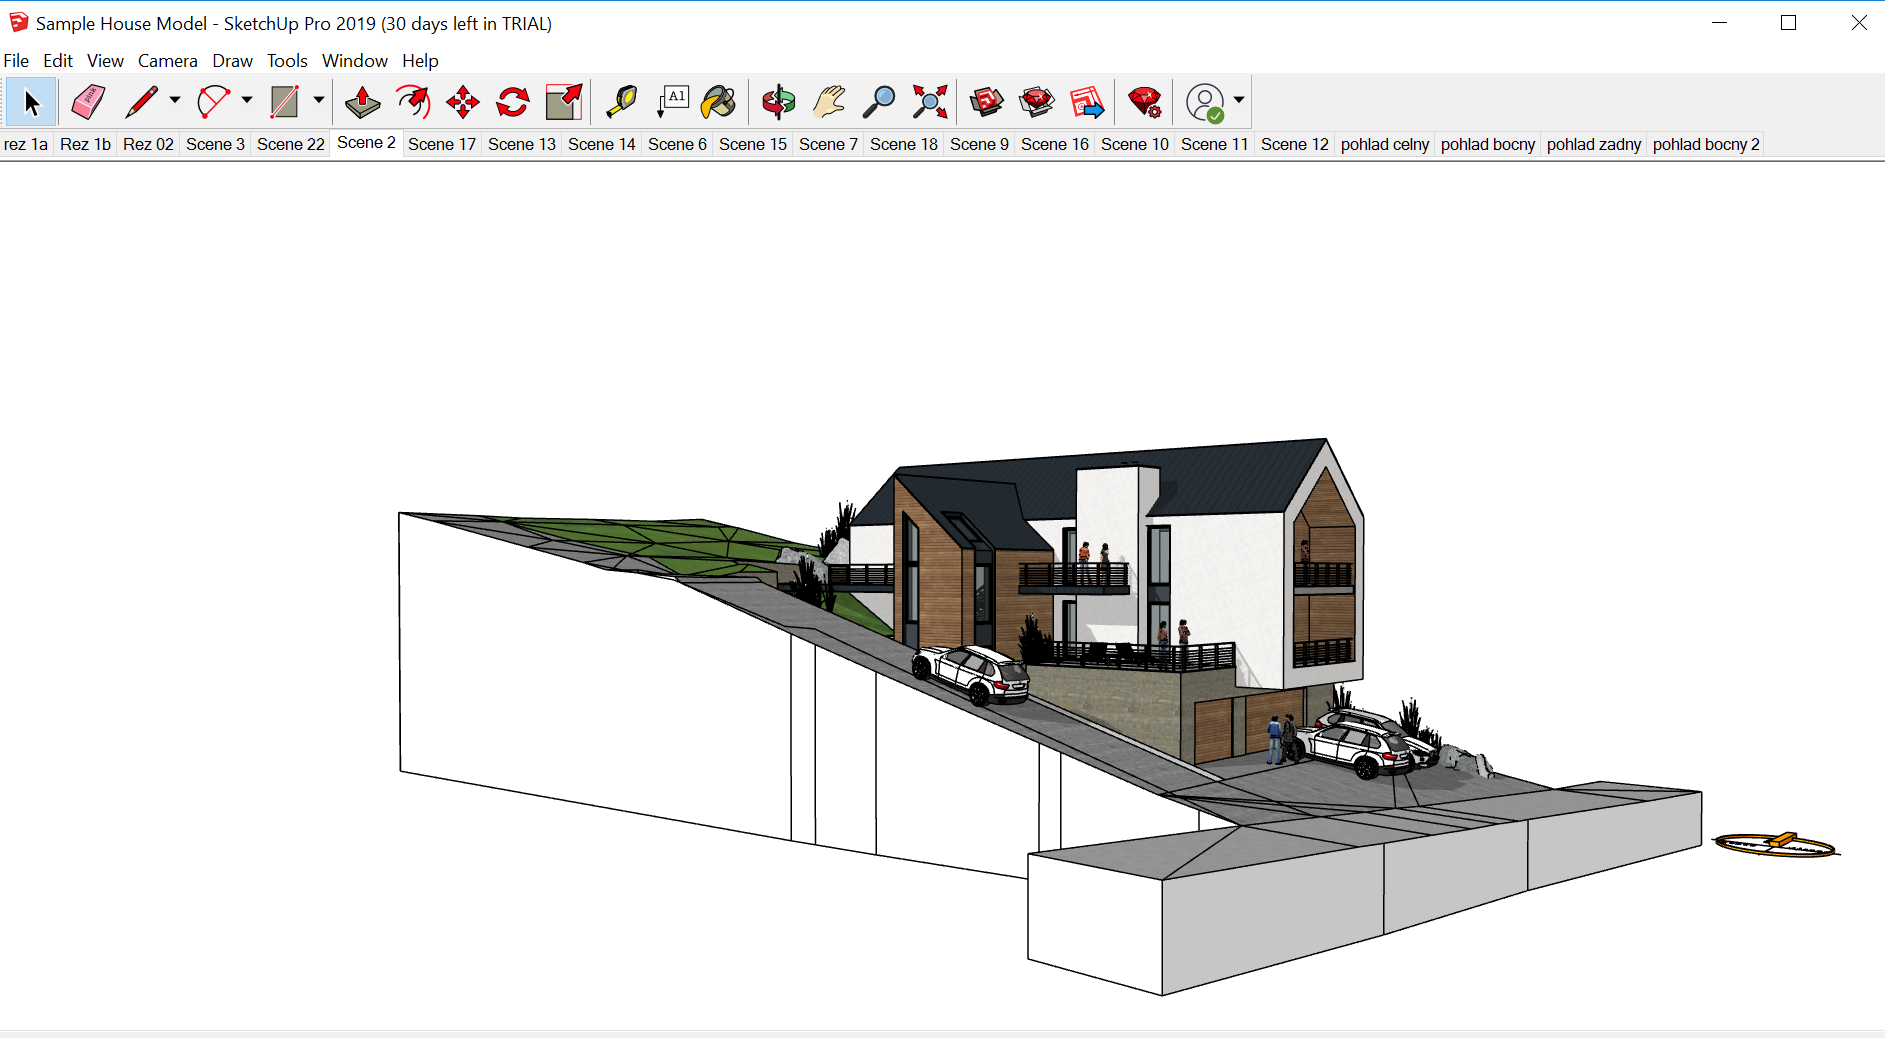 Sample House Model - SketchUp Pro 2019 (30 days left in TRIAL)
File Edit View Camera Draw Tools Window Help
pink A1
rez 1a Rez 1b Rez 02 Scene 3 Scene 22 Scene 2 Scene 17 Scene 13 Scene 14 Scene 6 Scene 15 Scene 7 Scene 18 Scene 9 Scene 16 Scene 10 Scene 11 Scene 12 pohlad celny pohlad bocny pohlad zadny pohlad bocny 2